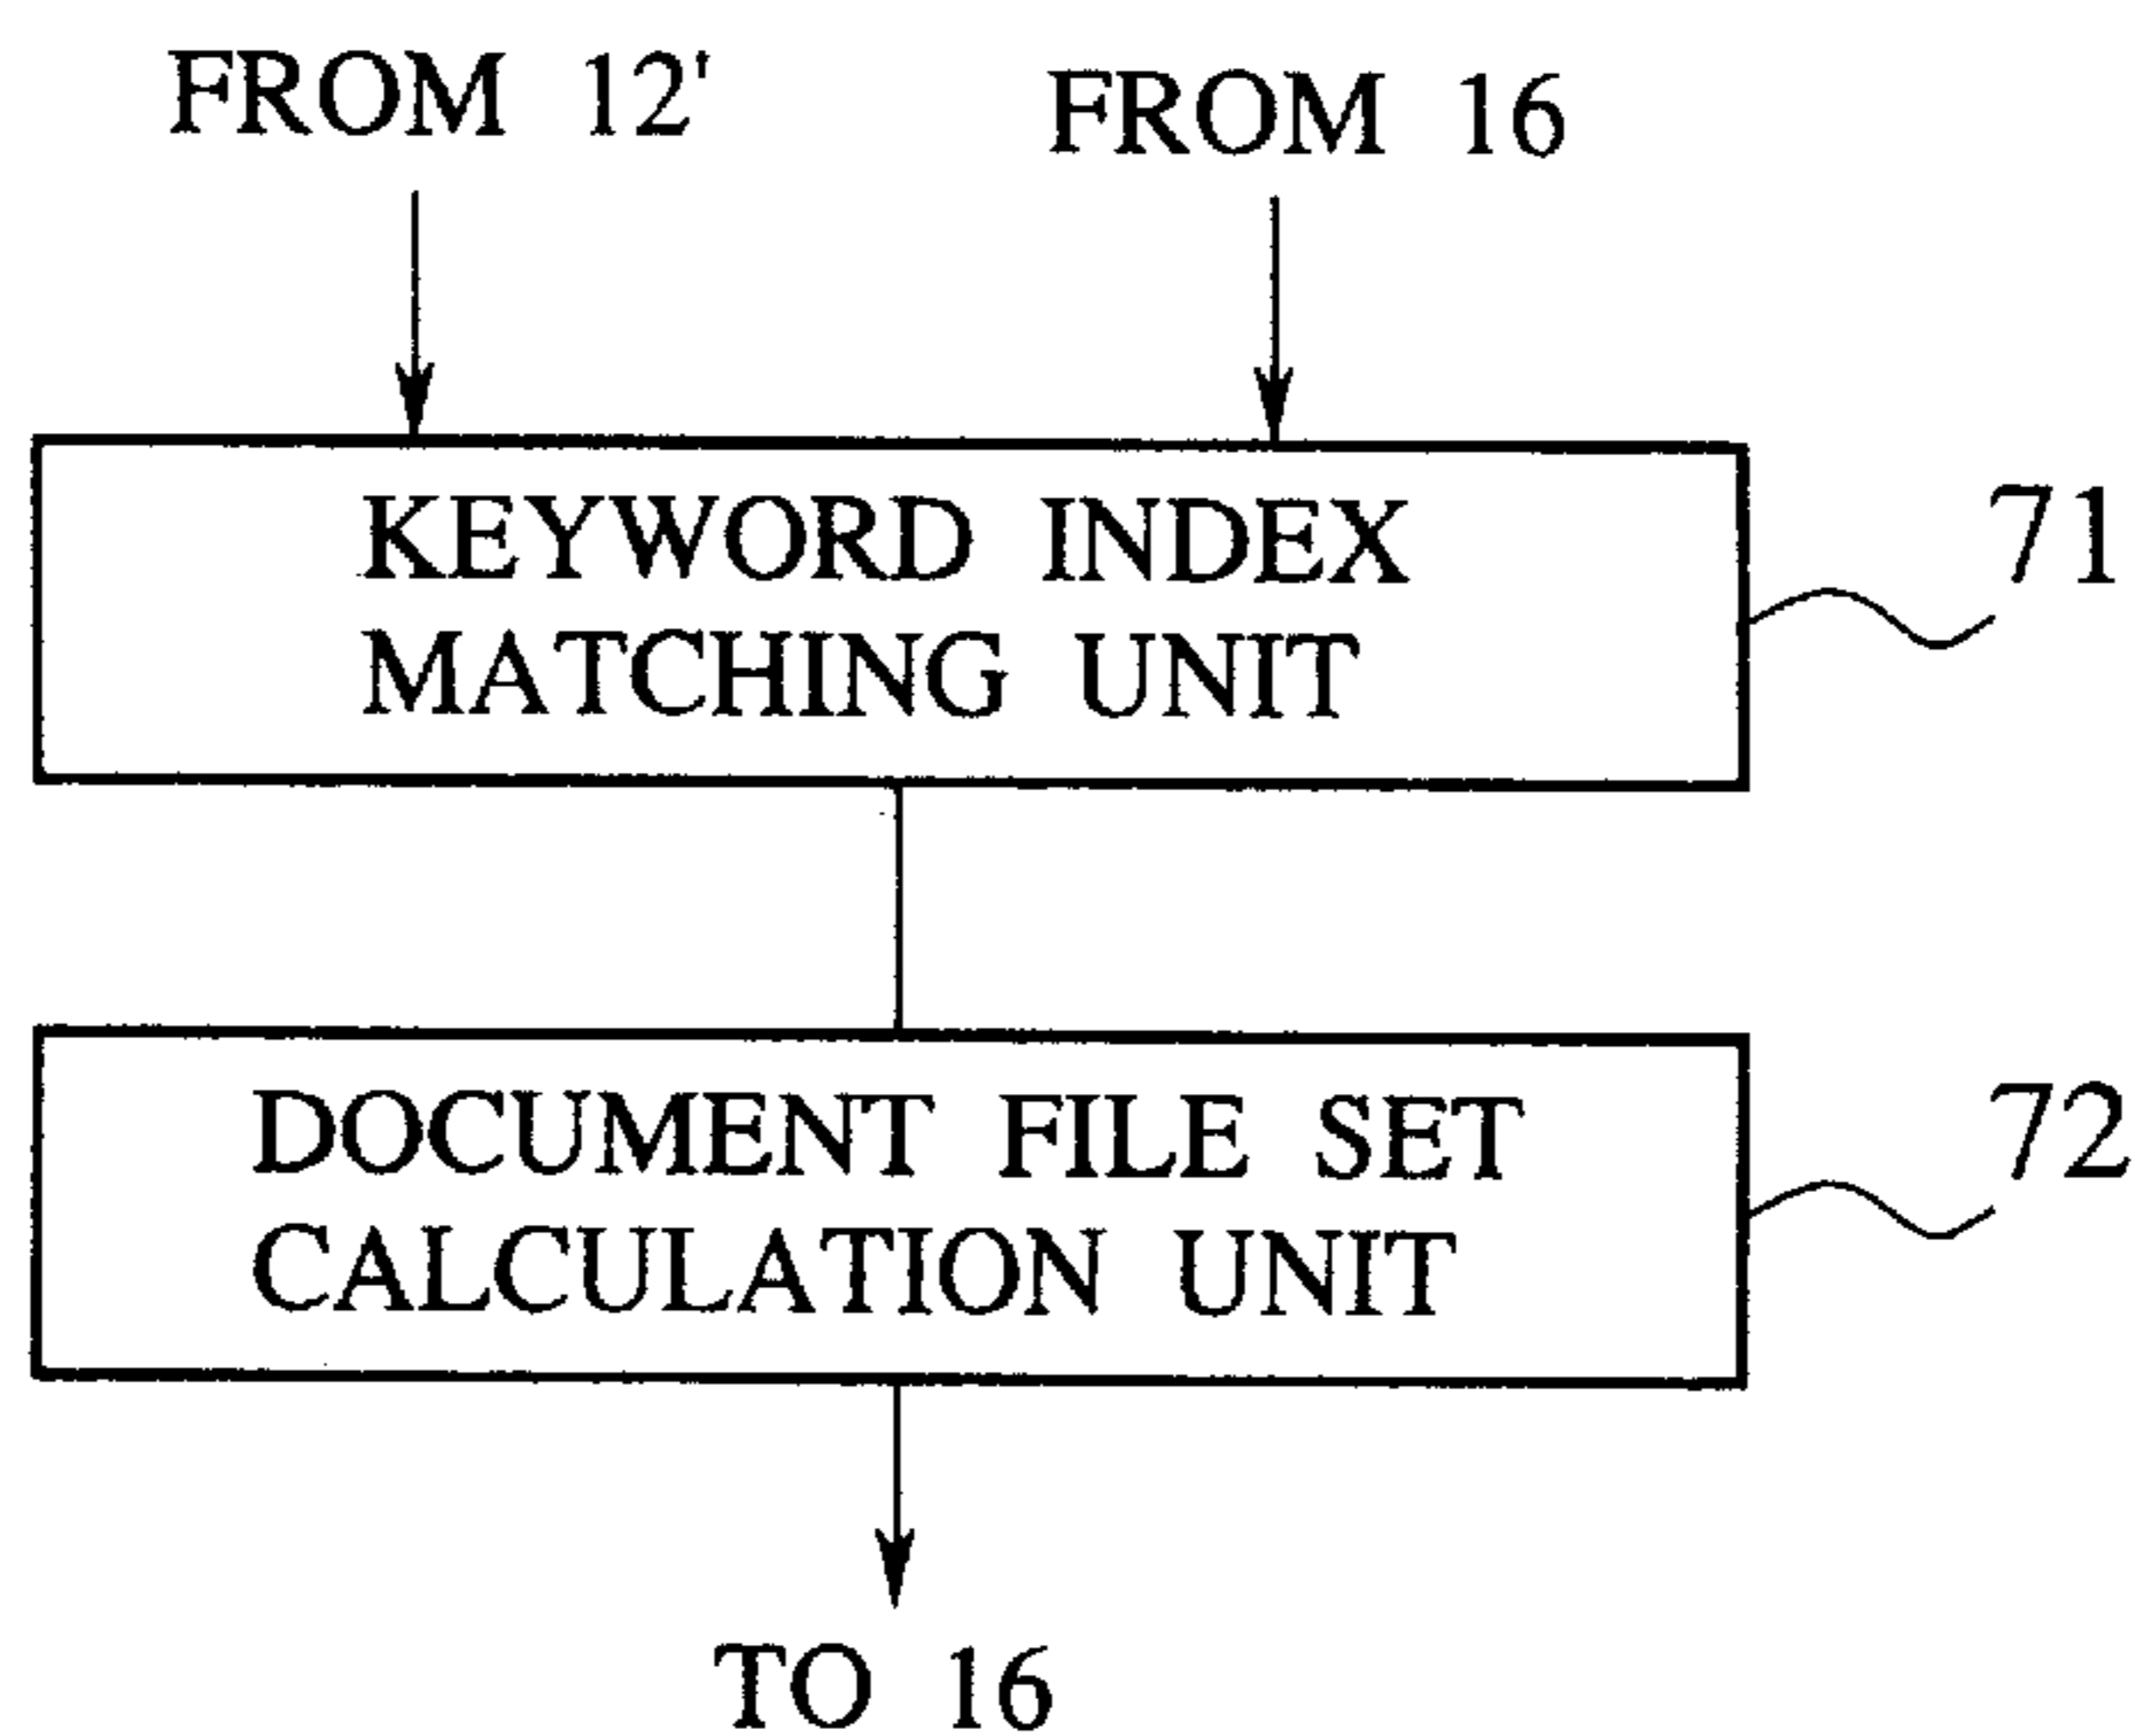 FROM 12'
FROM 16
KEYWORD INDEX
MATCHING UNIT
71
DOCUMENT FILE SET
CALCULATION UNIT
72
TO 16